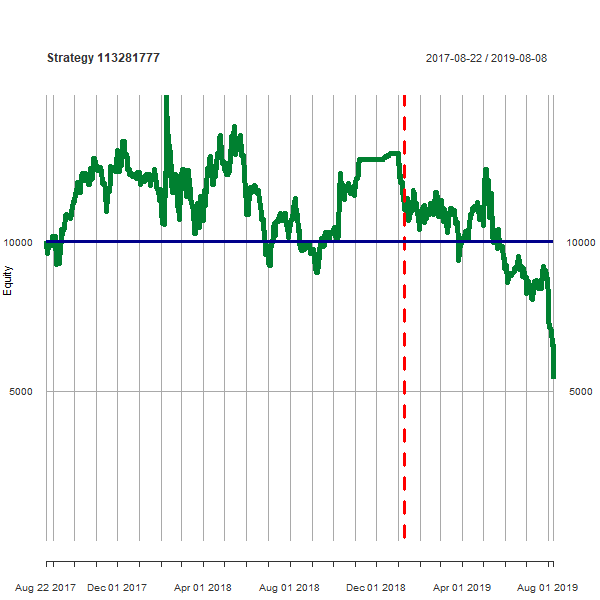 Strategy 113281777 2017-08-22 / 2019-08-08
10000 10000
Equity
5000 5000
Aug 22 2017 Dec 01 2017 Apr 01 2018 Aug 01 2018 Dec 01 2018 Apr 01 2019 Aug 01 2019